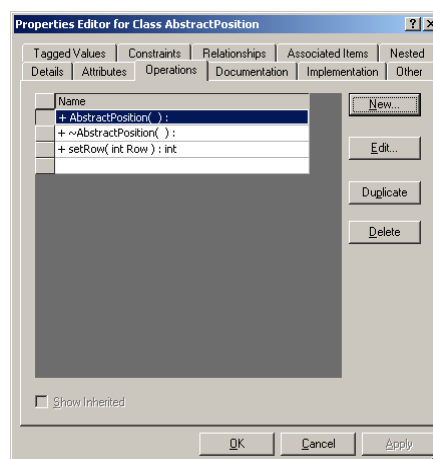 Properties Editor for Class AbstractPosition
Tagged Values Constraints Relationships Associated Items Nested
Details Attributes Operations Documentation Implementation Other
Name
+ AbstractPosition( ) :
+ ~AbstractPosition( ) :
+ setRow( int Row ) : int
New...
Edit...
Duplicate
Delete
Show Inherited
OK Cancel Apply